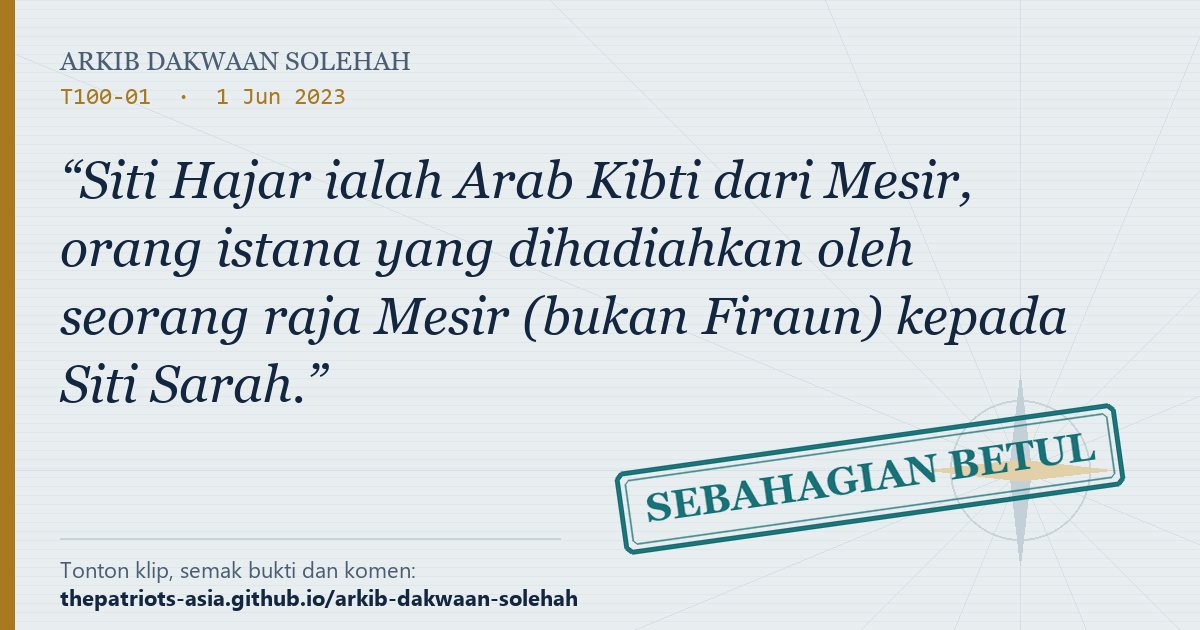 ARKIB DAKWAAN SOLEHAH
T100-01 · 1 Jun 2023
“Siti Hajar ialah Arab Kibti dari Mesir,
orang istana yang dihadiahkan oleh
seorang raja Mesir (bukan Firaun) kepada
Siti Sarah.”
SEBAHAGIAN BETUL
Tonton klip, semak bukti dan komen:
thepatriots-asia.github.io/arkib-dakwaan-solehah